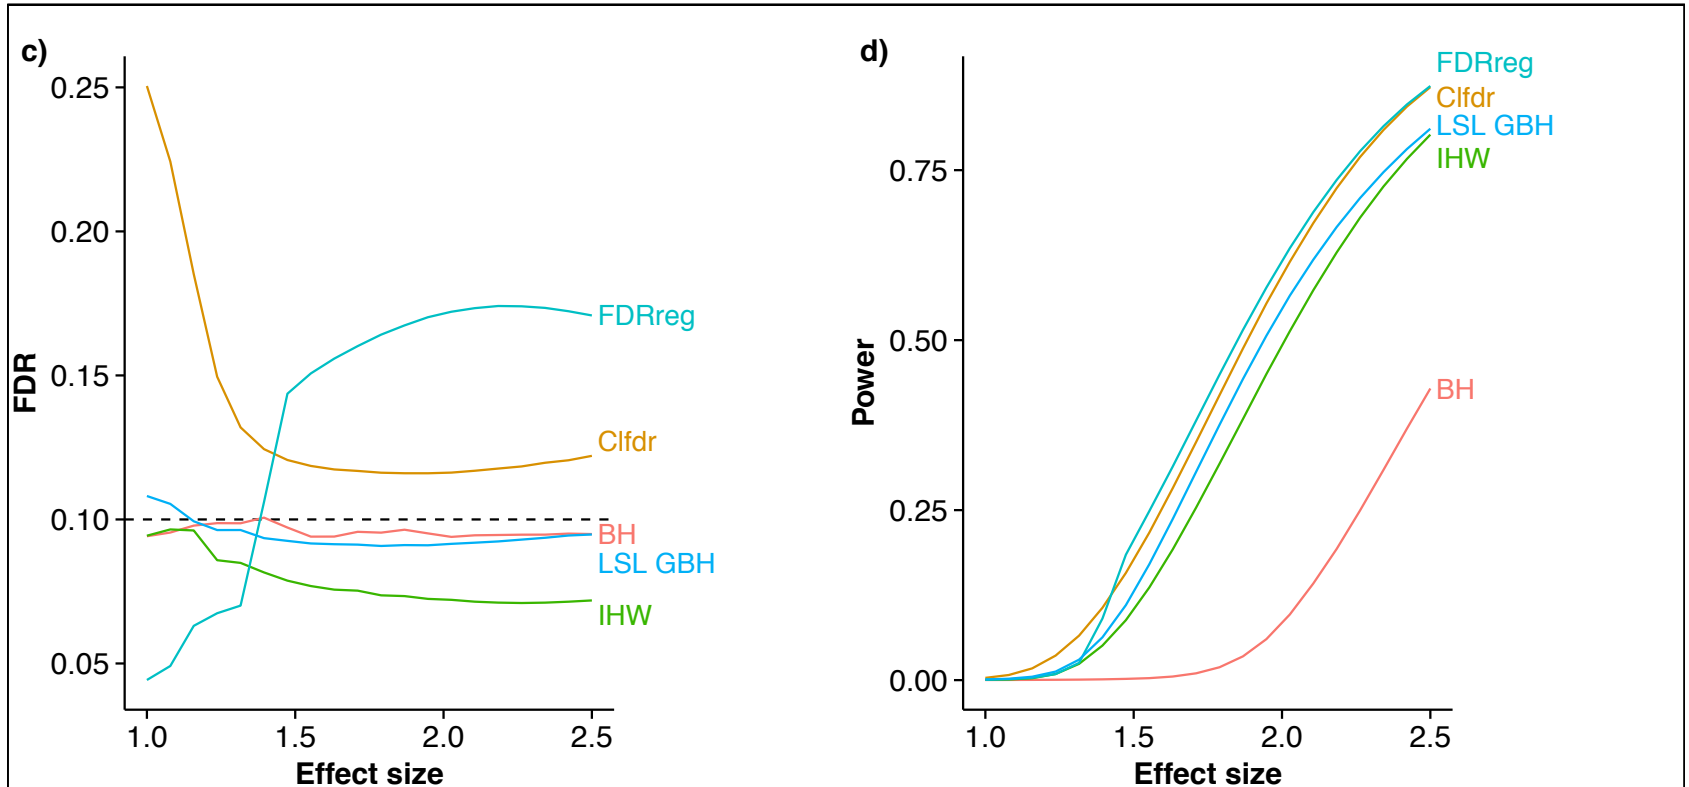 c)
0.25
0.20
0.15
0.10
0.05
FDR
FDRreg
Clfdr
BH
LSL GBH
IHW
1.0 1.5 2.0 2.5
Effect size
d)
FDRreg
Clfdr
LSL GBH
IHW
BH
0.75
0.50
0.25
0.00
Power
1.0 1.5 2.0 2.5
Effect size